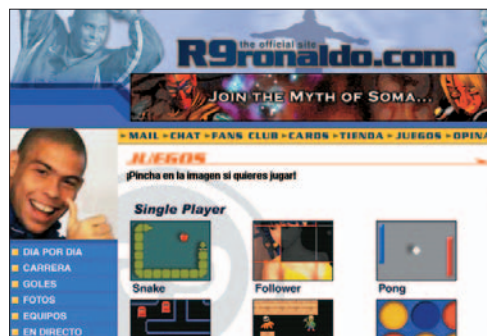 the official site
R9ronaldo.com
JOIN THE MYTH OF SOMA...
MAIL CHAT FANS CLUB CARDS TIENDA JUEGOS OPINA
JUEGOS
¡Pincha en la imagen si quieres jugar!
Single Player
Snake
Follower
Pong
DIA POR DIA
CARRERA
GOLES
FOTOS
EQUIPOS
EN DIRECTO